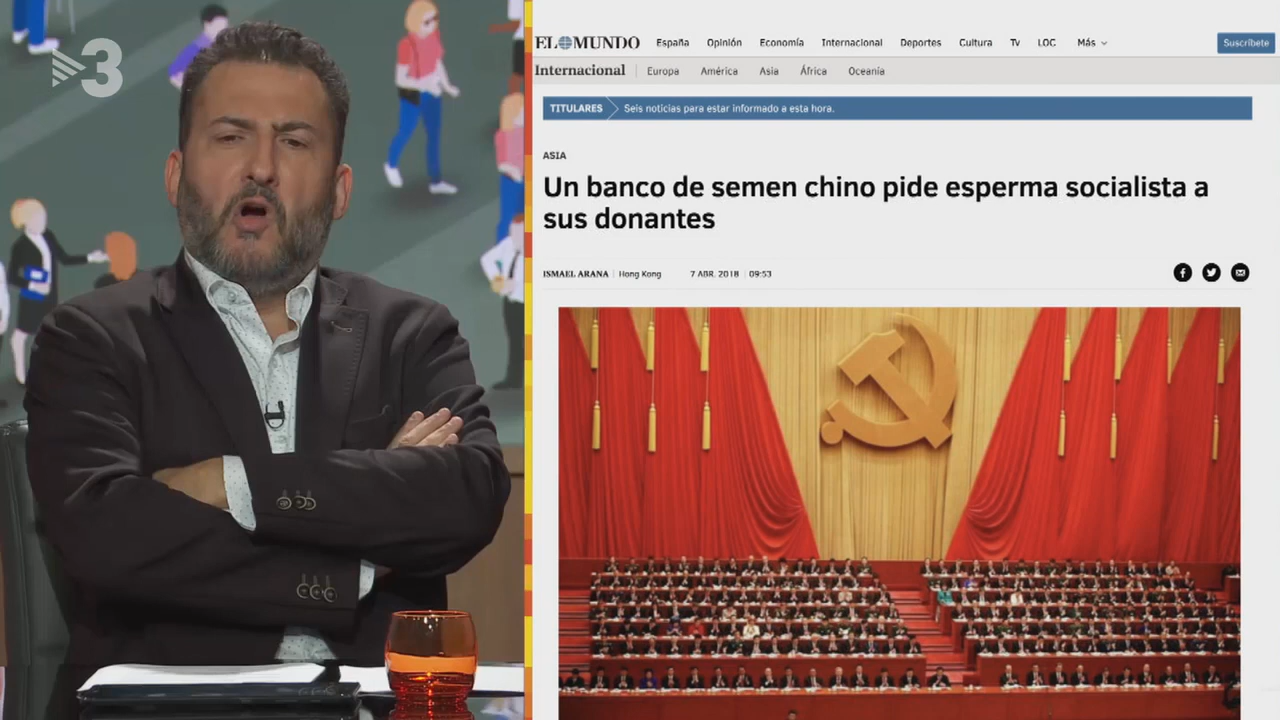 3
EL MUNDO España Opinión Economía Internacional Deportes Cultura Tv LOC Más Suscríbete
Internacional Europa América Asia África Oceanía
TITULARES Seis noticias para estar informado a esta hora.
ASIA
Un banco de semen chino pide esperma socialista a
sus donantes
ISMAEL ARANA Hong Kong 7 ABR. 2018 09:53